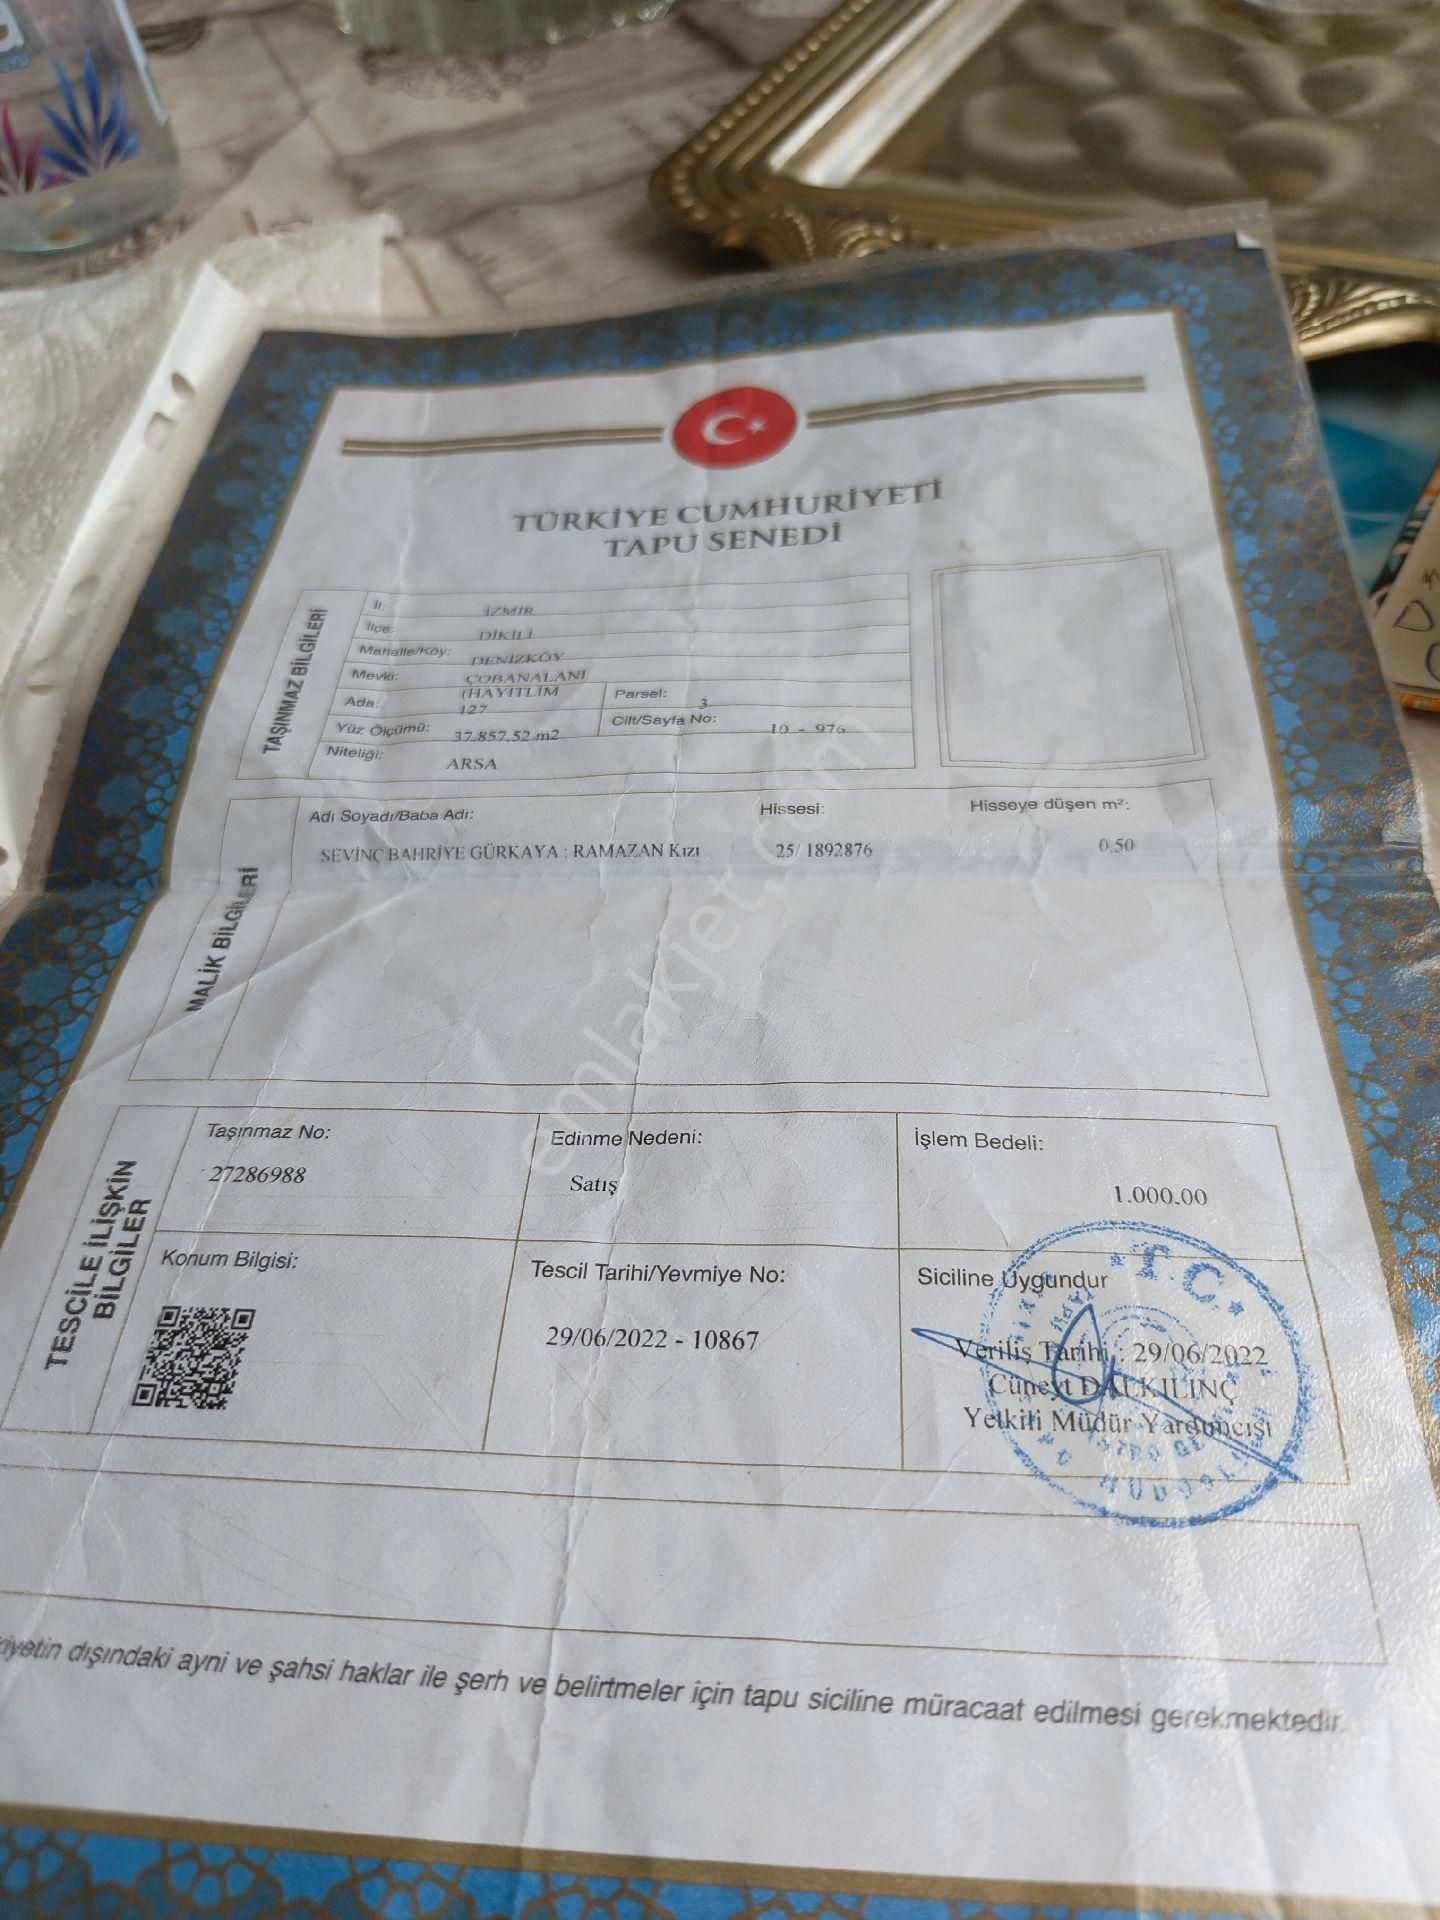 TÜRKİYE CUMHURİYETİ
TAPU SENEDİ
TAŞINMAZ BİLGİLERİ
İl: İZMİR
İlçe: DİKİLİ
Mahalle/Köy: DENİZKÖY
Mevki: ÇOBANALANI
(HAYITLIM
Ada: 127 Parsel: 3
Yüz Ölçümü: 37.857,52 m2 Cilt/Sayfa No: 10 - 976
Niteliği: ARSA
MALİK BİLGİLERİ
Adı Soyadı/Baba Adı: Hissesi: Hisseye düşen m²:
SEVİNÇ BAHRİYE GÜRKAYA : RAMAZAN Kızı 25/ 1892876 0,50
TESCİLE İLİŞKİN
BİLGİLER
Taşınmaz No: Edinme Nedeni: İşlem Bedeli:
27286988 Satış 1.000,00
Konum Bilgisi: Tescil Tarihi/Yevmiye No: Siciline Uygundur
29/06/2022 - 10867
Veriliş Tarihi : 29/06/2022
Cüneyt DALKILINÇ
Yetkili Müdür Yardımcısı
T.C.
dışındaki ayni ve şahsi haklar ile şerh ve belirtmeler için tapu siciline müracaat edilmesi gerekmektedir.
emlakjet.com